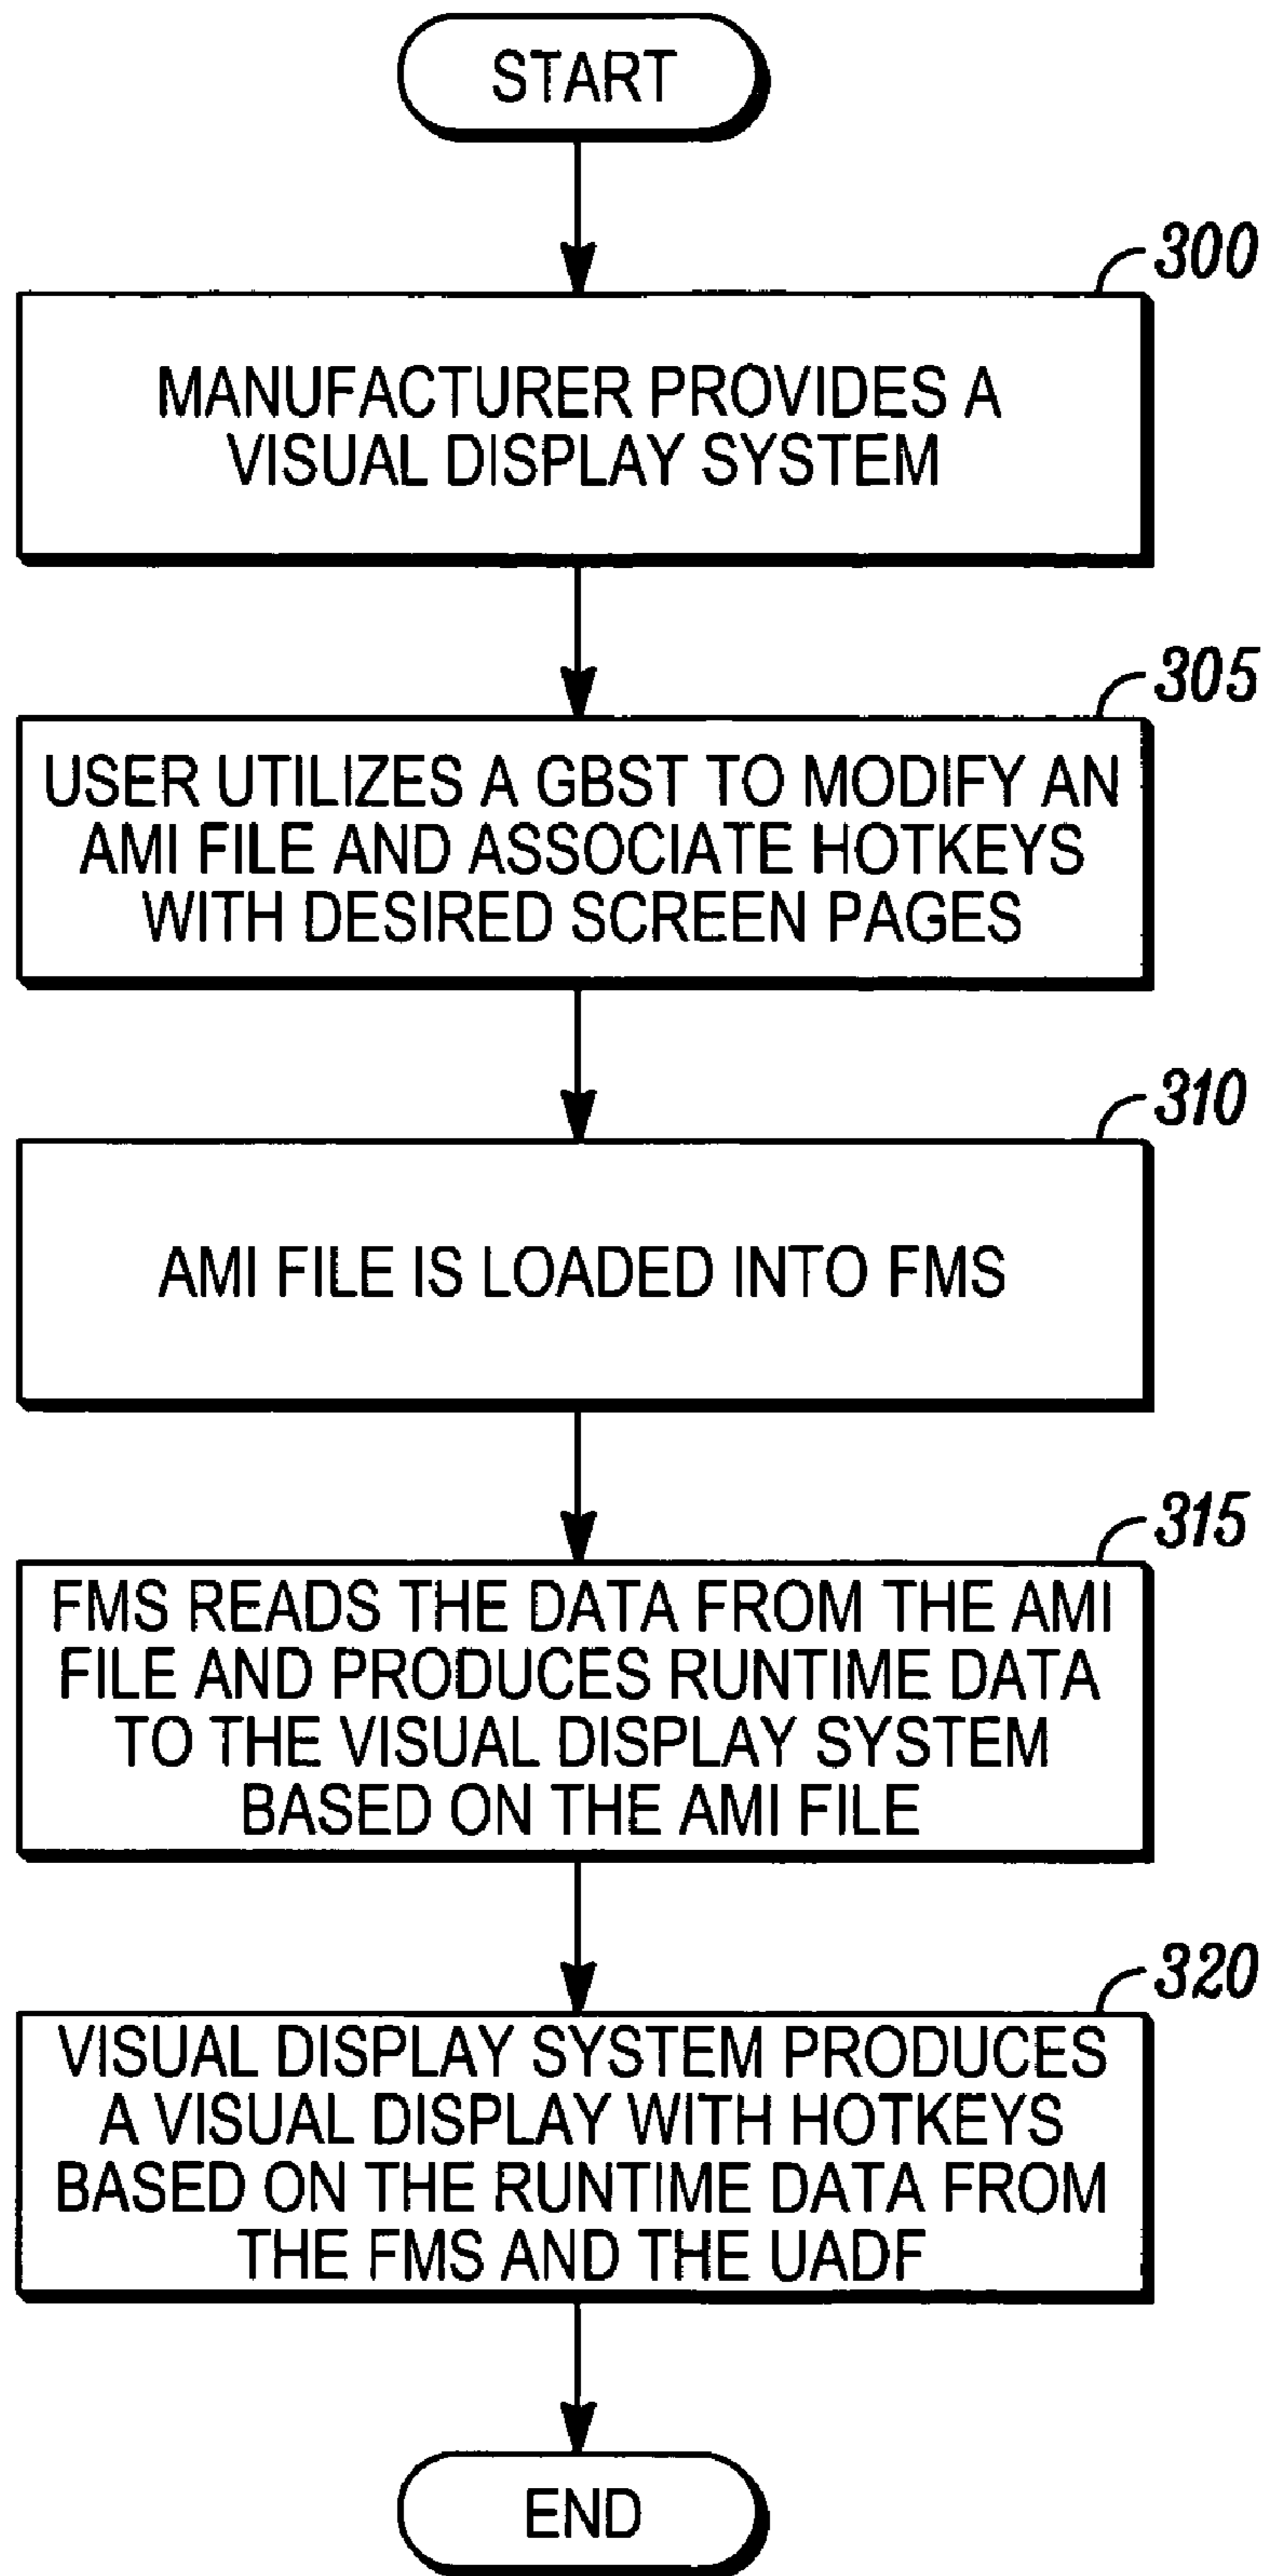 START
300
MANUFACTURER PROVIDES A
VISUAL DISPLAY SYSTEM
305
USER UTILIZES A GBST TO MODIFY AN
AMI FILE AND ASSOCIATE HOTKEYS
WITH DESIRED SCREEN PAGES
310
AMI FILE IS LOADED INTO FMS
315
FMS READS THE DATA FROM THE AMI
FILE AND PRODUCES RUNTIME DATA
TO THE VISUAL DISPLAY SYSTEM
BASED ON THE AMI FILE
320
VISUAL DISPLAY SYSTEM PRODUCES
A VISUAL DISPLAY WITH HOTKEYS
BASED ON THE RUNTIME DATA FROM
THE FMS AND THE UADF
END